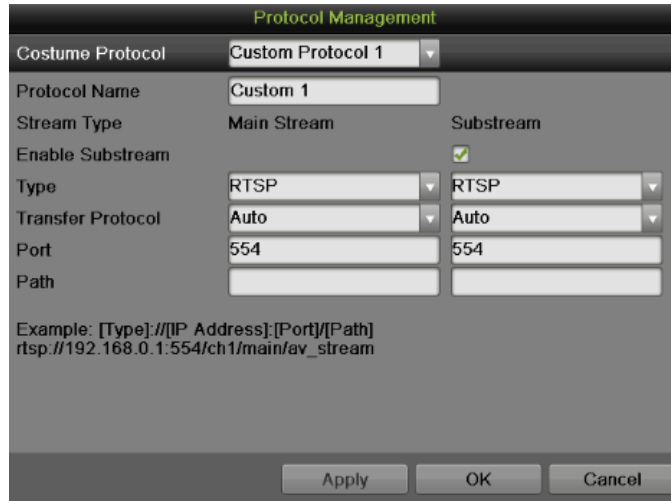 Protocol Management
Costume Protocol Custom Protocol 1
Protocol Name Custom 1
Stream Type Main Stream Substream
Enable Substream
Type RTSP RTSP
Transfer Protocol Auto Auto
Port 554 554
Path
Example: [Type]://[IP Address]:[Port]/[Path]
rtsp://192.168.0.1:554/ch1/main/av_stream
Apply OK Cancel